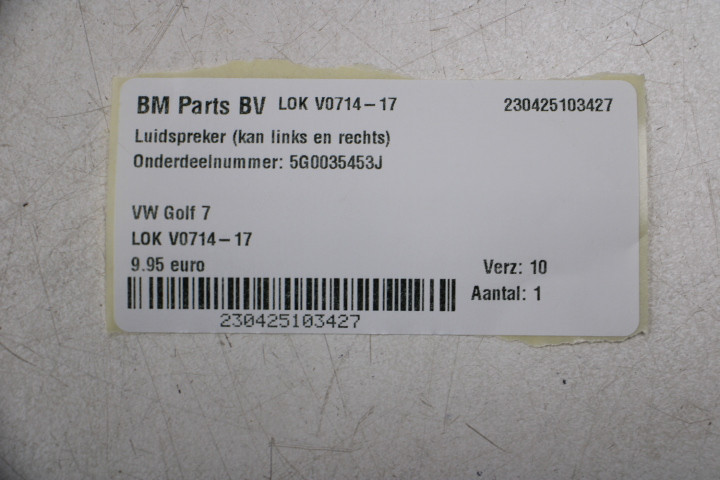 BM Parts BV LOK V0714-17 230425103427
Luidspreker (kan links en rechts)
Onderdeelnummer: 5G0035453J
VW Golf 7
LOK V0714-17
9.95 euro Verz: 10
Aantal: 1
230425103427